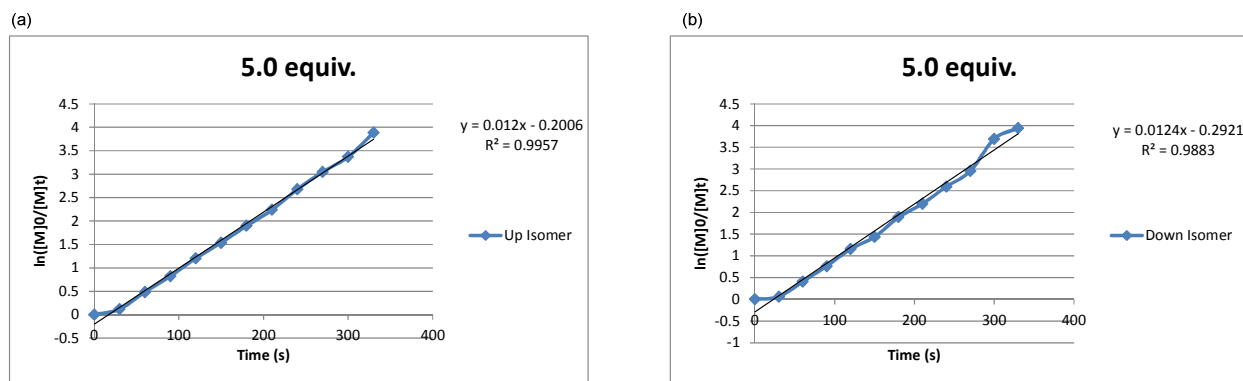 (a)
5.0 equiv.
ln([M]0/[M]t)
4.5
4
3.5
3
2.5
2
1.5
1
0.5
0
-0.5
0
100
200
300
400
Time (s)
y = 0.012x - 0.2006
R² = 0.9957
Up Isomer
(b)
5.0 equiv.
ln([M]0/[M]t)
4.5
4
3.5
3
2.5
2
1.5
1
0.5
0
-0.5
-1
0
100
200
300
400
Time (s)
y = 0.0124x - 0.2921
R² = 0.9883
Down Isomer